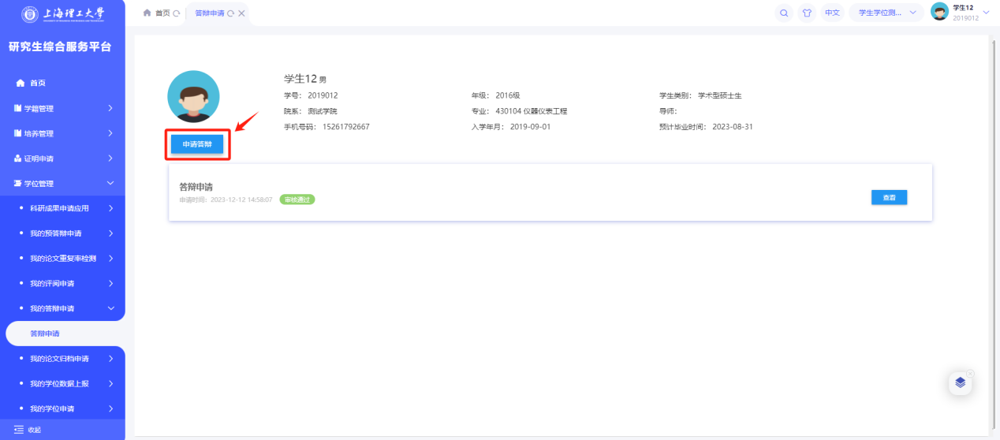 上海理工大学
首页
答辩申请
中文
学生学位测...
学生12
2019012
研究生综合服务平台
首页
学籍管理
培养管理
证明申请
学位管理
科研成果申请应用
我的预答辩申请
我的论文重复率检测
我的评阅申请
我的答辩申请
答辩申请
我的论文归档申请
我的学位数据上报
我的学位申请
收起
学生12 男
学号： 2019012
年级： 2016级
学生类别： 学术型硕士生
院系： 测试学院
专业： 430104 仪器仪表工程
导师：
手机号码： 15261792667
入学年月： 2019-09-01
预计毕业时间： 2023-08-31
申请答辩
答辩申请
申请时间： 2023-12-12 14:58:07 审核通过
查看